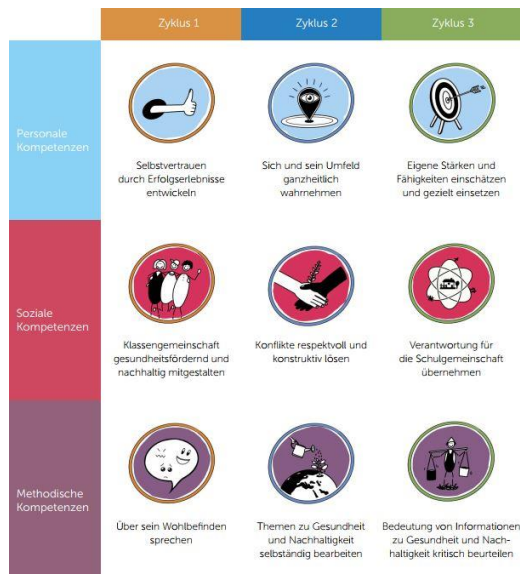 Zyklus 1
Zyklus 2
Zyklus 3
Personale
Kompetenzen
Selbstvertrauen
durch Erfolgserlebnisse
entwickeln
Sich und sein Umfeld
ganzheitlich
wahrnehmen
Eigene Stärken und
Fähigkeiten einschätzen
und gezielt einsetzen
Soziale
Kompetenzen
Klassengemeinschaft
gesundheitsfördernd und
nachhaltig mitgestalten
Konflikte respektvoll und
konstruktiv lösen
Verantwortung für
die Schulgemeinschaft
übernehmen
Methodische
Kompetenzen
Über sein Wohlbefinden
sprechen
Themen zu Gesundheit
und Nachhaltigkeit
selbständig bearbeiten
Bedeutung von Informationen
zu Gesundheit und Nach-
haltigkeit kritisch beurteilen